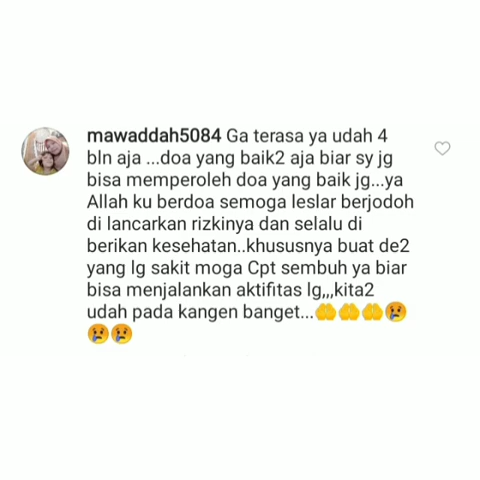 mawaddah5084 Ga terasa ya udah 4
bln aja ...doa yang baik2 aja biar sy jg
bisa memperoleh doa yang baik jg...ya
Allah ku berdoa semoga leslar berjodoh
di lancarkan rizkinya dan selalu di
berikan kesehatan..khususnya buat de2
yang lg sakit moga Cpt sembuh ya biar
bisa menjalankan aktifitas lg,,,kita2
udah pada kangen banget...🤲🤲🤲😢
😢😢